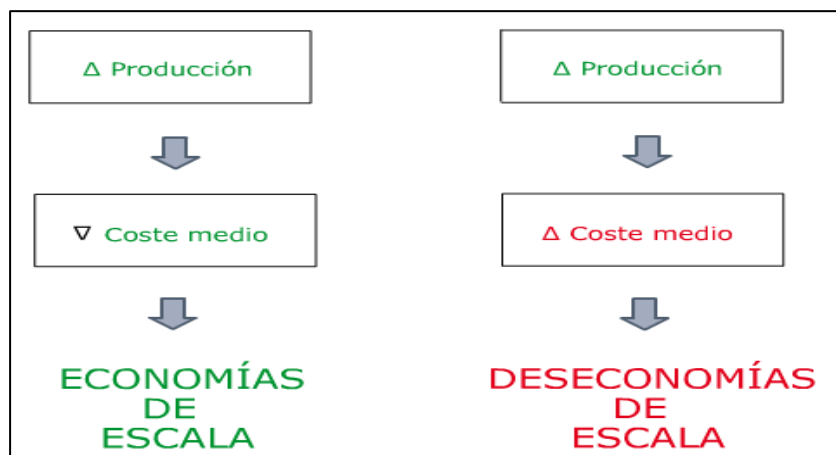 Δ Producción
∇ Coste medio
ECONOMÍAS
DE
ESCALA
Δ Producción
Δ Coste medio
DESECONOMÍAS
DE
ESCALA